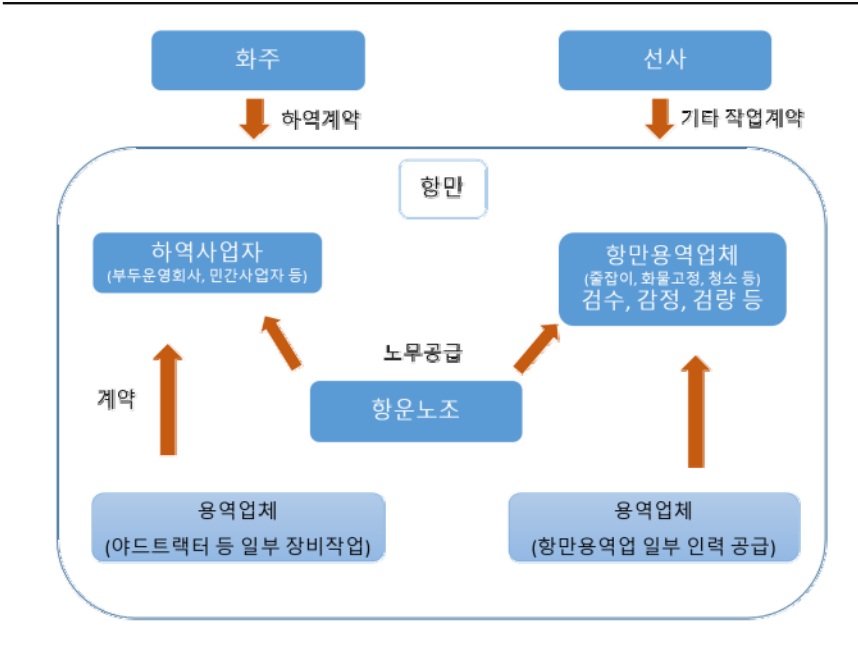 화주
선사
하역계약
기타 작업계약
항만
하역사업자
(부두운영회사, 민간사업자 등)
항만용역업체
(줄잡이, 화물고정, 청소 등)
검수, 감정, 검량 등
노무공급
계약
항운노조
용역업체
(야드트랙터 등 일부 장비작업)
용역업체
(항만용역업 일부 인력 공급)